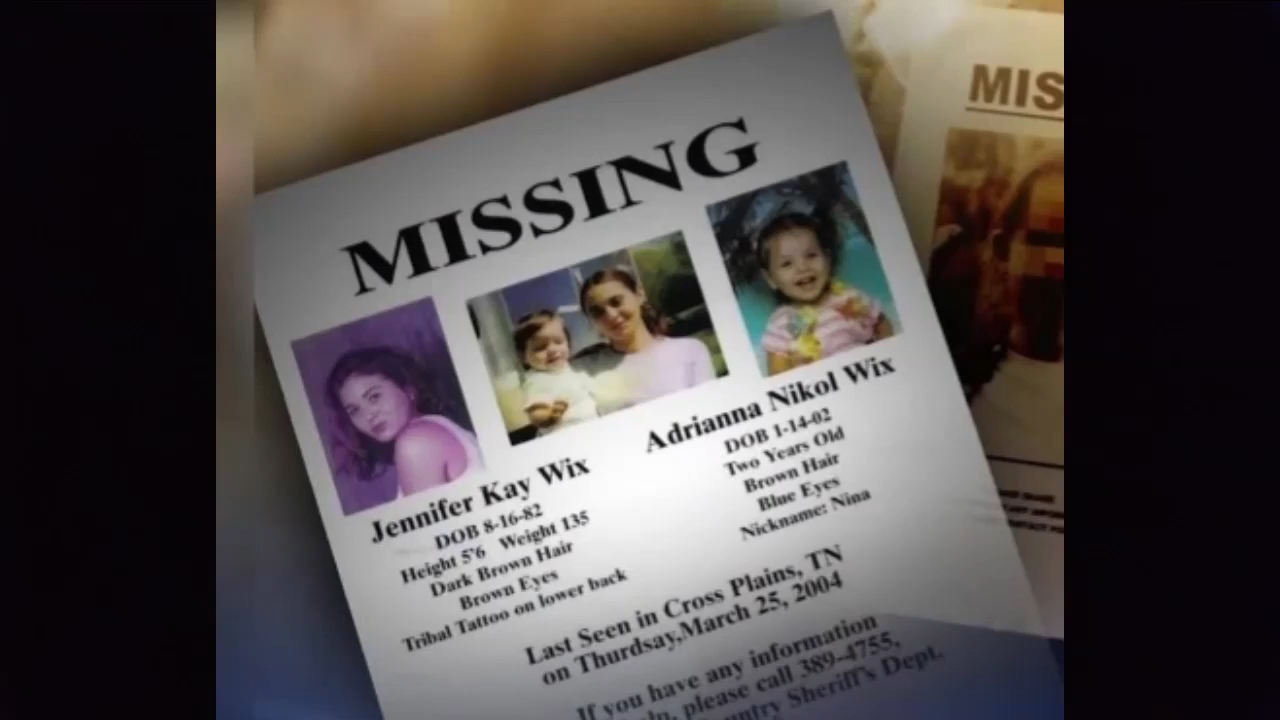 MISSING
Jennifer Kay Wix
DOB 8-16-82
Height 5'6 Weight 135
Dark Brown Hair
Brown Eyes
Tribal Tattoo on lower back
Adrianna Nikol Wix
DOB 1-14-02
Two Years Old
Brown Hair
Blue Eyes
Nickname: Nina
Last Seen in Cross Plains, TN
on Thurdsay,March 25, 2004
If you have any information
please call 389-4755,
Sheriff's Dept.
MIS